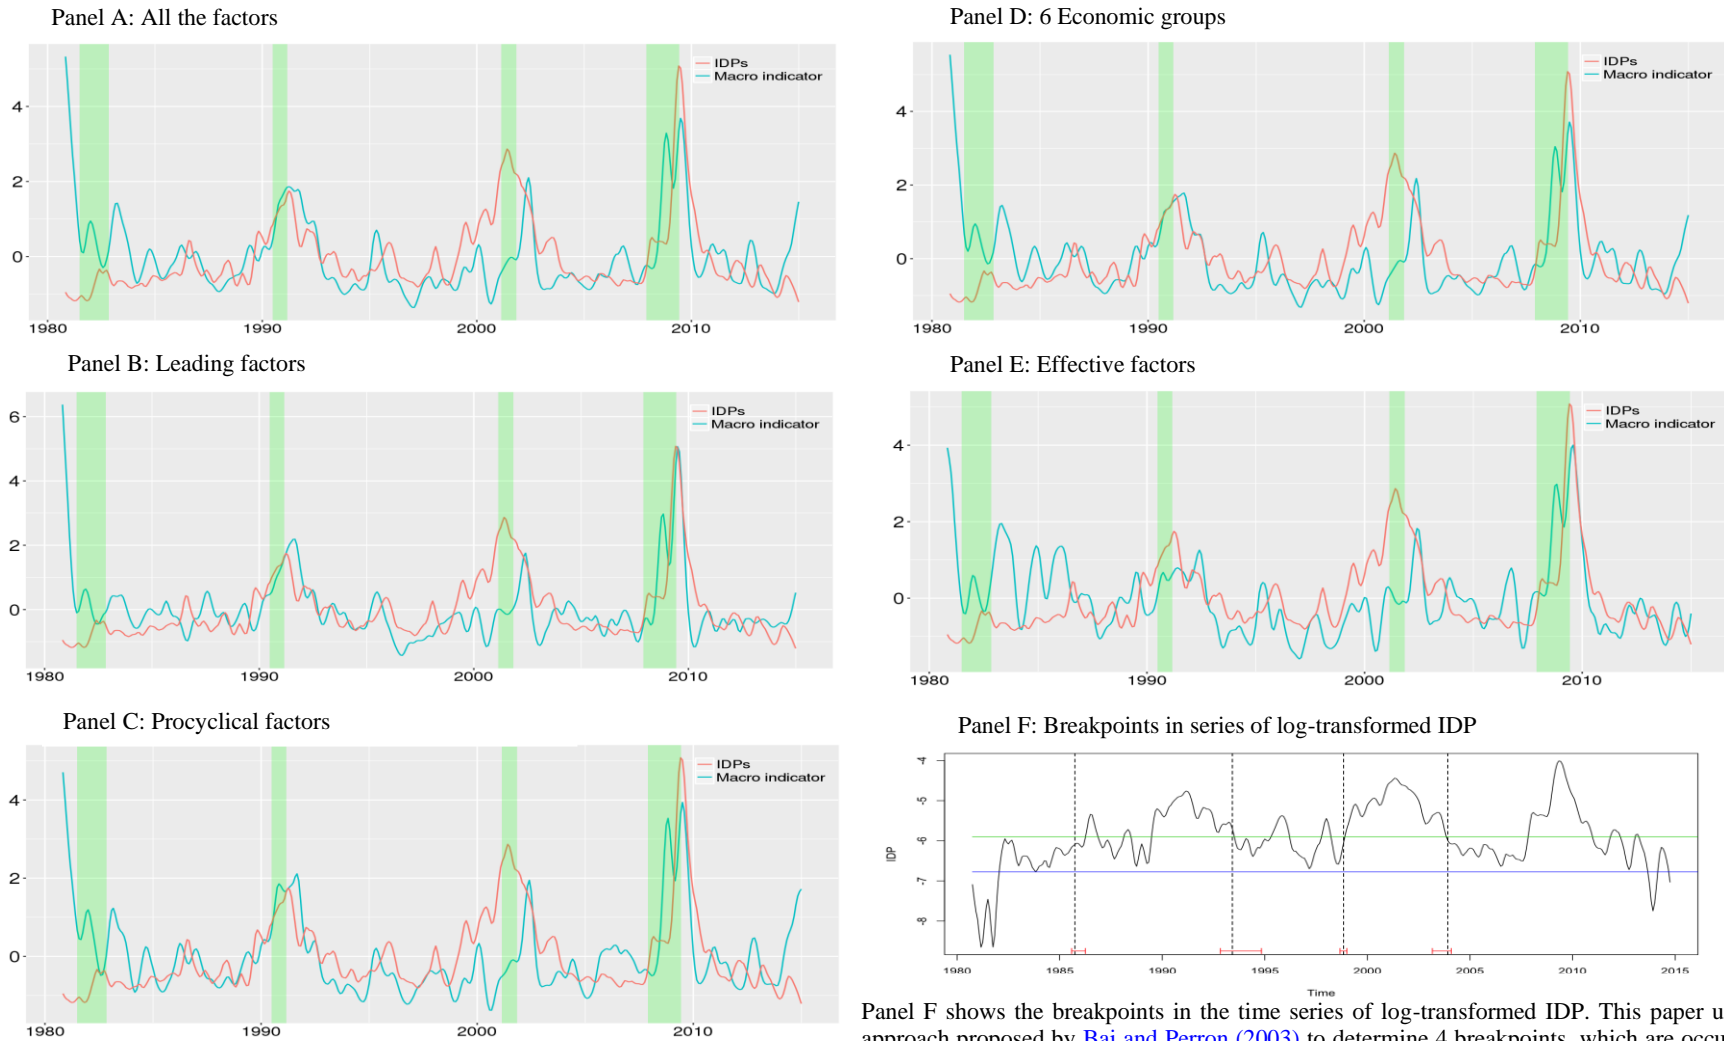 Panel A: All the factors
IDPs
Macro indicator
4
2
0
1980 1990 2000 2010
Panel B: Leading factors
IDPs
Macro indicator
6
4
2
0
1980 1990 2000 2010
Panel C: Procyclical factors
IDPs
Macro indicator
4
2
0
1980 1990 2000 2010
Panel D: 6 Economic groups
IDPs
Macro indicator
4
2
0
1980 1990 2000 2010
Panel E: Effective factors
IDPs
Macro indicator
4
2
0
1980 1990 2000 2010
Panel F: Breakpoints in series of log-transformed IDP
IDP
-4
-5
-6
-7
-8
1980 1985 1990 1995 2000 2005 2010 2015
Time
Panel F shows the breakpoints in the time series of log-transformed IDP. This paper u
approach proposed by Bai and Perron (2003) to determine 4 breakpoints, which are occu